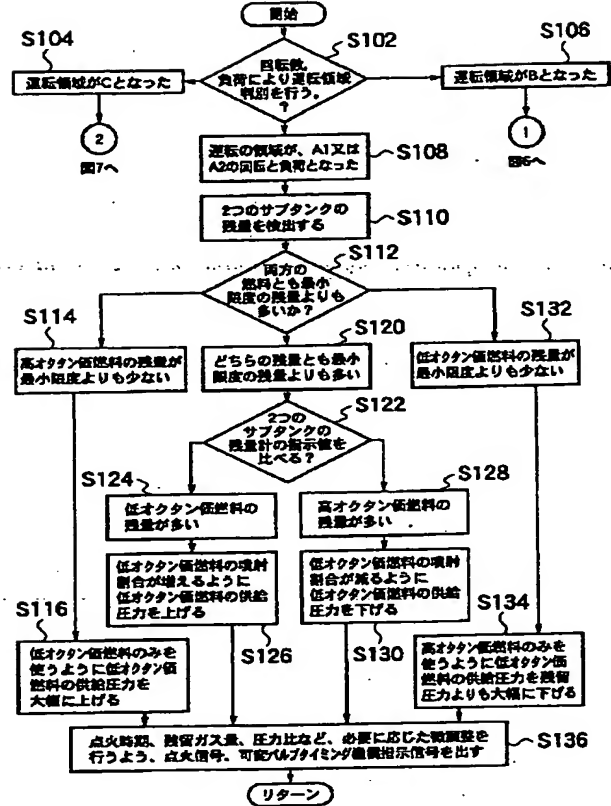 開始
S104
S102
S106
回転数、
負荷により運転領域
判別を行う。
?
運転領域がCとなった
運転領域がBとなった
2
図7へ
1
図6へ
運転の領域が、A1又は
A2の回転と負荷となった
S108
2つのサブタンクの
残量を検出する
S110
S112
両方の
燃料とも最小
限度の残量よりも
多いか?
S114
S120
S132
高オクタン価燃料の残量が
最小限度よりも少ない
どちらの残量とも最小
限度の残量よりも多い
低オクタン価燃料の残量が
最小限度よりも少ない
S122
2つの
サブタンクの
残量計の指示値を
比べる?
S124
S128
低オクタン価燃料の
残量が多い
高オクタン価燃料の
残量が多い
低オクタン価燃料の噴射
割合が増えるように
低オクタン価燃料の供給
圧力を上げる
低オクタン価燃料の噴射
割合が減るように
低オクタン価燃料の供給
圧力を下げる
S116
S126
S130
S134
低オクタン価燃料のみを
使うように低オクタン価
燃料の供給圧力を
大幅に上げる
高オクタン価燃料のみを
使うように低オクタン価
燃料の供給圧力を残留
圧力よりも大幅に下げる
点火時期、残留ガス量、圧力比など、必要に応じた微調整を
行うよう、点火信号、可変バルブタイミング機構指示信号を出す
S136
リターン